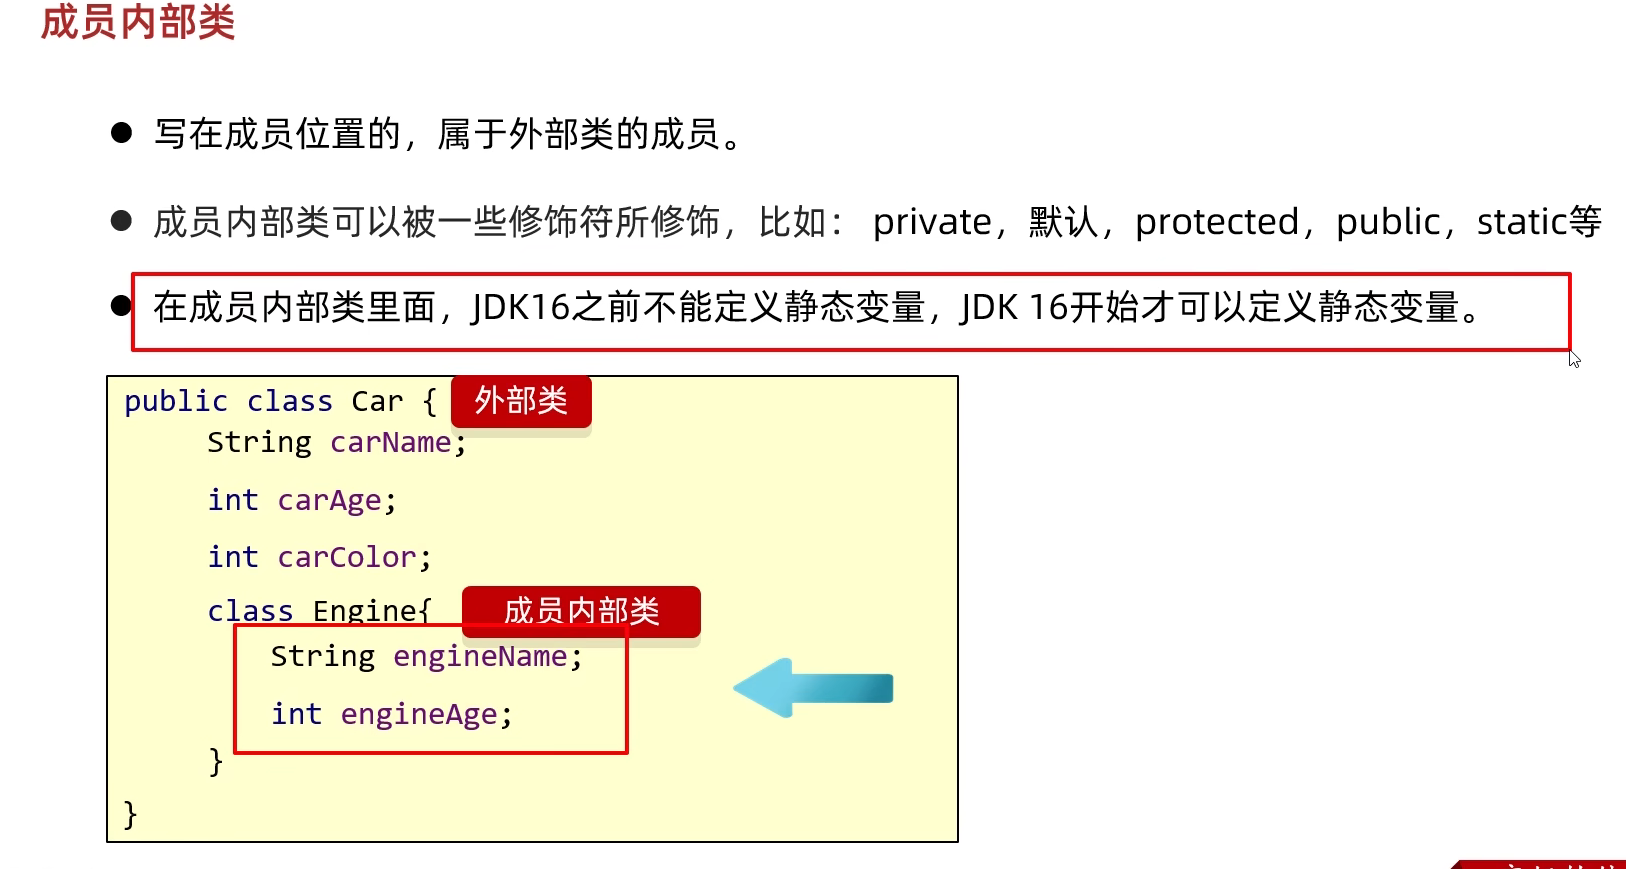 成员内部类
写在成员位置的，属于外部类的成员。
成员内部类可以被一些修饰符所修饰，比如： private，默认，protected，public，static等
在成员内部类里面，JDK16之前不能定义静态变量，JDK 16开始才可以定义静态变量。
public class Car { 外部类
String carName;
int carAge;
int carColor;
class Engine{ 成员内部类
String engineName;
int engineAge;
}
}